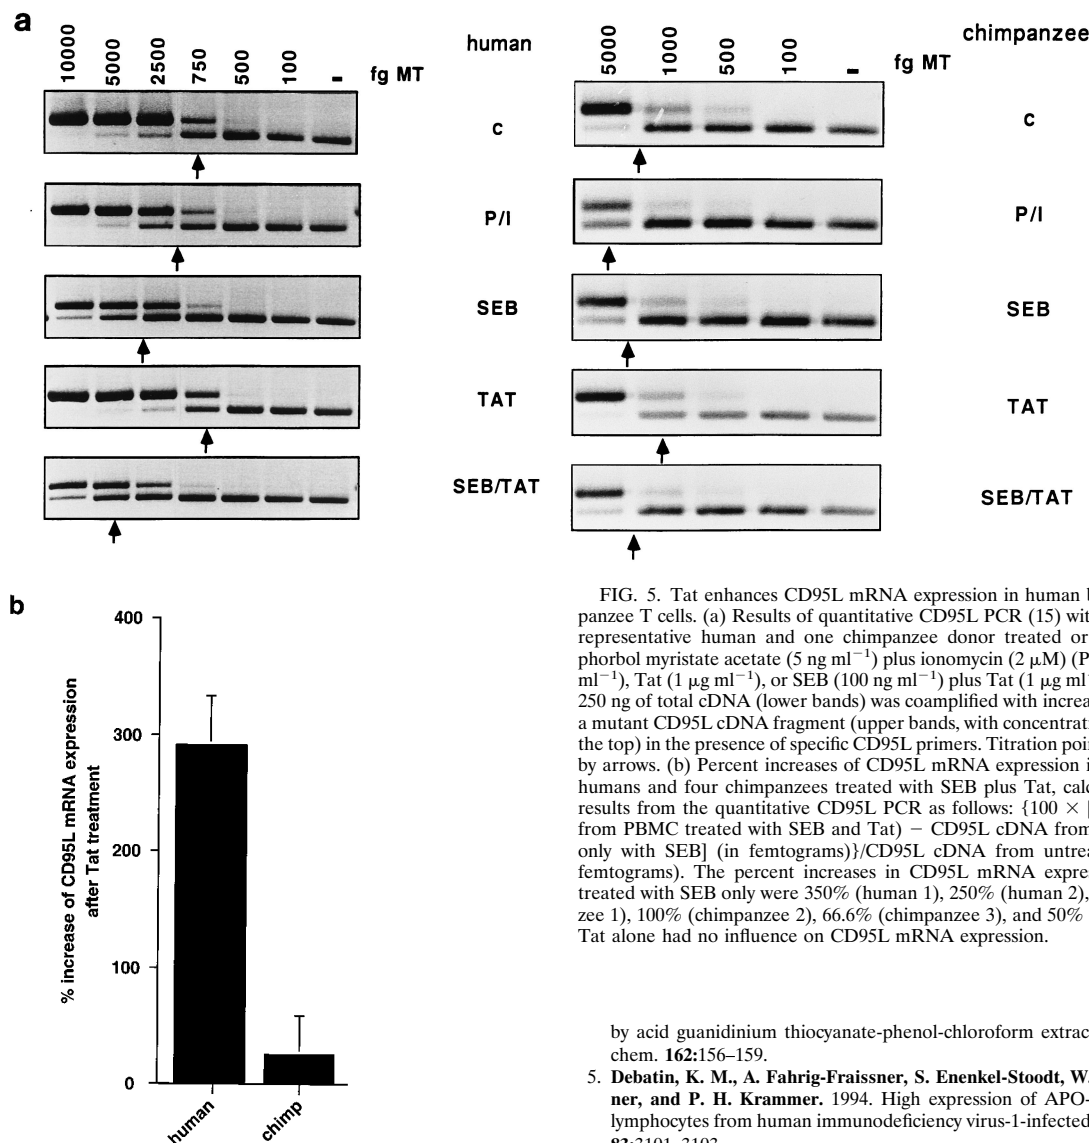 a
10000
5000
2500
750
500
100
-
fg MT
human
C
P/I
SEB
TAT
SEB/TAT
5000
1000
500
100
-
fg MT
chimpanzee
C
P/I
SEB
TAT
SEB/TAT
b
400
300
200
100
0
% increase of CD95L mRNA expression
after Tat treatment
human
chimp
FIG. 5. Tat enhances CD95L mRNA expression in human
panzee T cells. (a) Results of quantitative CD95L PCR (15) wit
representative human and one chimpanzee donor treated or
phorbol myristate acetate (5 ng ml−1) plus ionomycin (2 μM) (P
ml−1), Tat (1 μg ml−1), or SEB (100 ng ml−1) plus Tat (1 μg ml
250 ng of total cDNA (lower bands) was coamplified with increa
a mutant CD95L cDNA fragment (upper bands, with concentrati
the top) in the presence of specific CD95L primers. Titration poin
by arrows. (b) Percent increases of CD95L mRNA expression i
humans and four chimpanzees treated with SEB plus Tat, calc
results from the quantitative CD95L PCR as follows: {100 × [
from PBMC treated with SEB and Tat) − CD95L cDNA from
only with SEB] (in femtograms)}/CD95L cDNA from untrea
femtograms). The percent increases in CD95L mRNA expres
treated with SEB only were 350% (human 1), 250% (human 2),
zee 1), 100% (chimpanzee 2), 66.6% (chimpanzee 3), and 50%
Tat alone had no influence on CD95L mRNA expression.
by acid guanidinium thiocyanate-phenol-chloroform extrac
chem. 162:156–159.
5. Debatin, K. M., A. Fahrig-Fraissner, S. Enenkel-Stoodt, W.
ner, and P. H. Krammer. 1994. High expression of APO-
lymphocytes from human immunodeficiency virus-1-infected